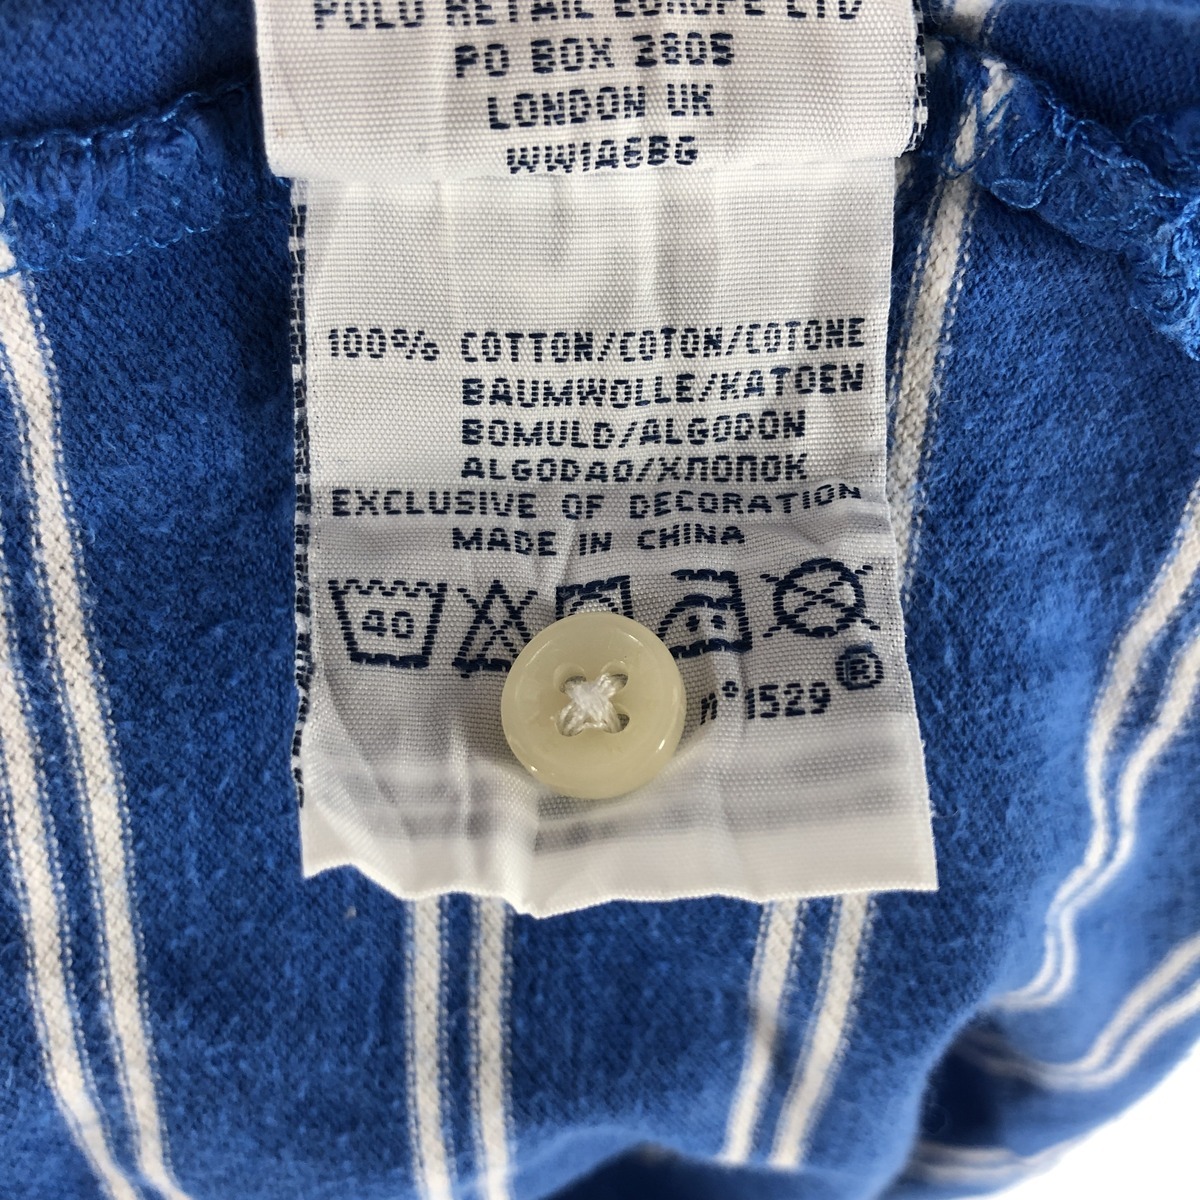 POLO RETAIL EUROPE LTD
PO BOX 2805
LONDON UK
WW1A6BG
100% COTTON/COTON/COTONE
BAUMWOLLE/KATOEN
BOMULD/ALGODON
ALGODAO/ХПОПОК
EXCLUSIVE OF DECORATION
MADE IN CHINA
40
n° 1529 ®